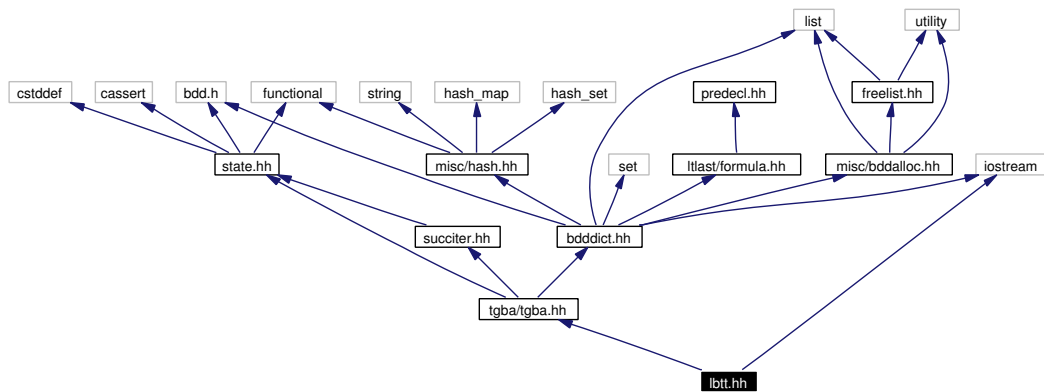 list
utility
cstddef
cassert
bdd.h
functional
string
hash_map
hash_set
predecl.hh
freelist.hh
state.hh
misc/hash.hh
set
ltlast/formula.hh
misc/bddalloc.hh
iostream
succiter.hh
bdddict.hh
tgba/tgba.hh
lbtt.hh